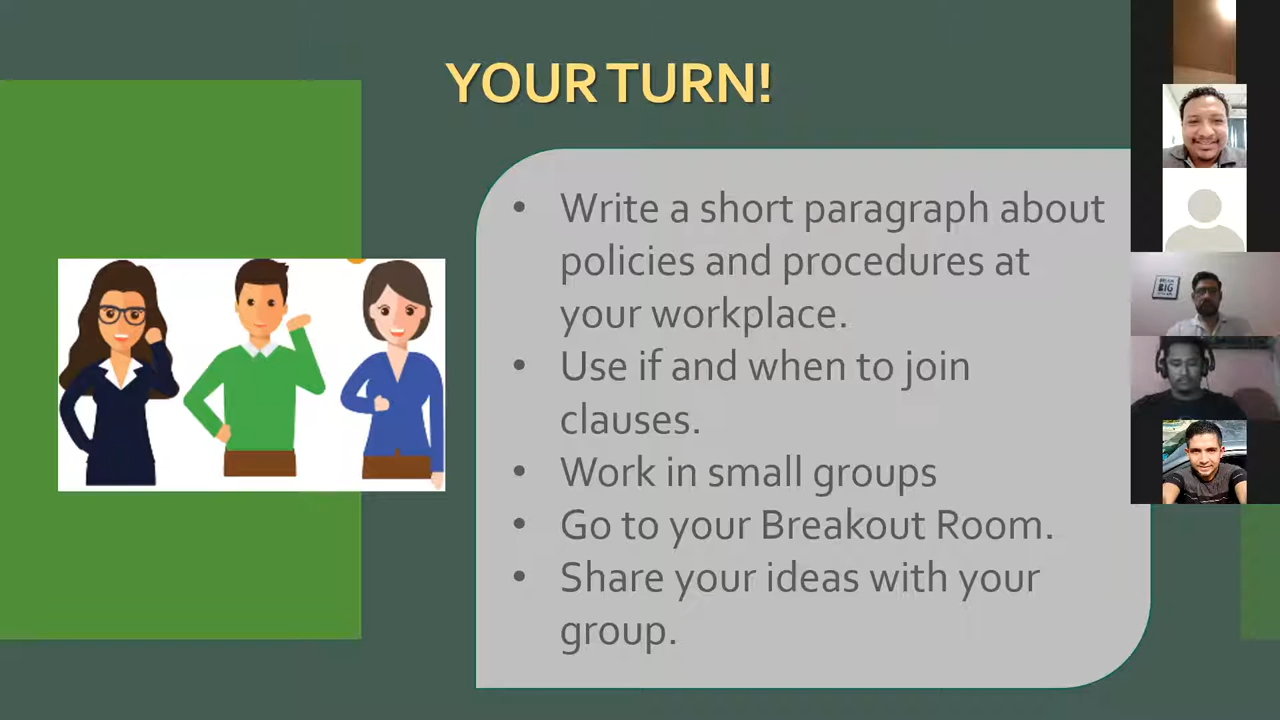 YOUR TURN!
• Write a short paragraph about
policies and procedures at
your workplace.
• Use if and when to join
clauses.
• Work in small groups
• Go to your Breakout Room.
• Share your ideas with your
group.
BIG